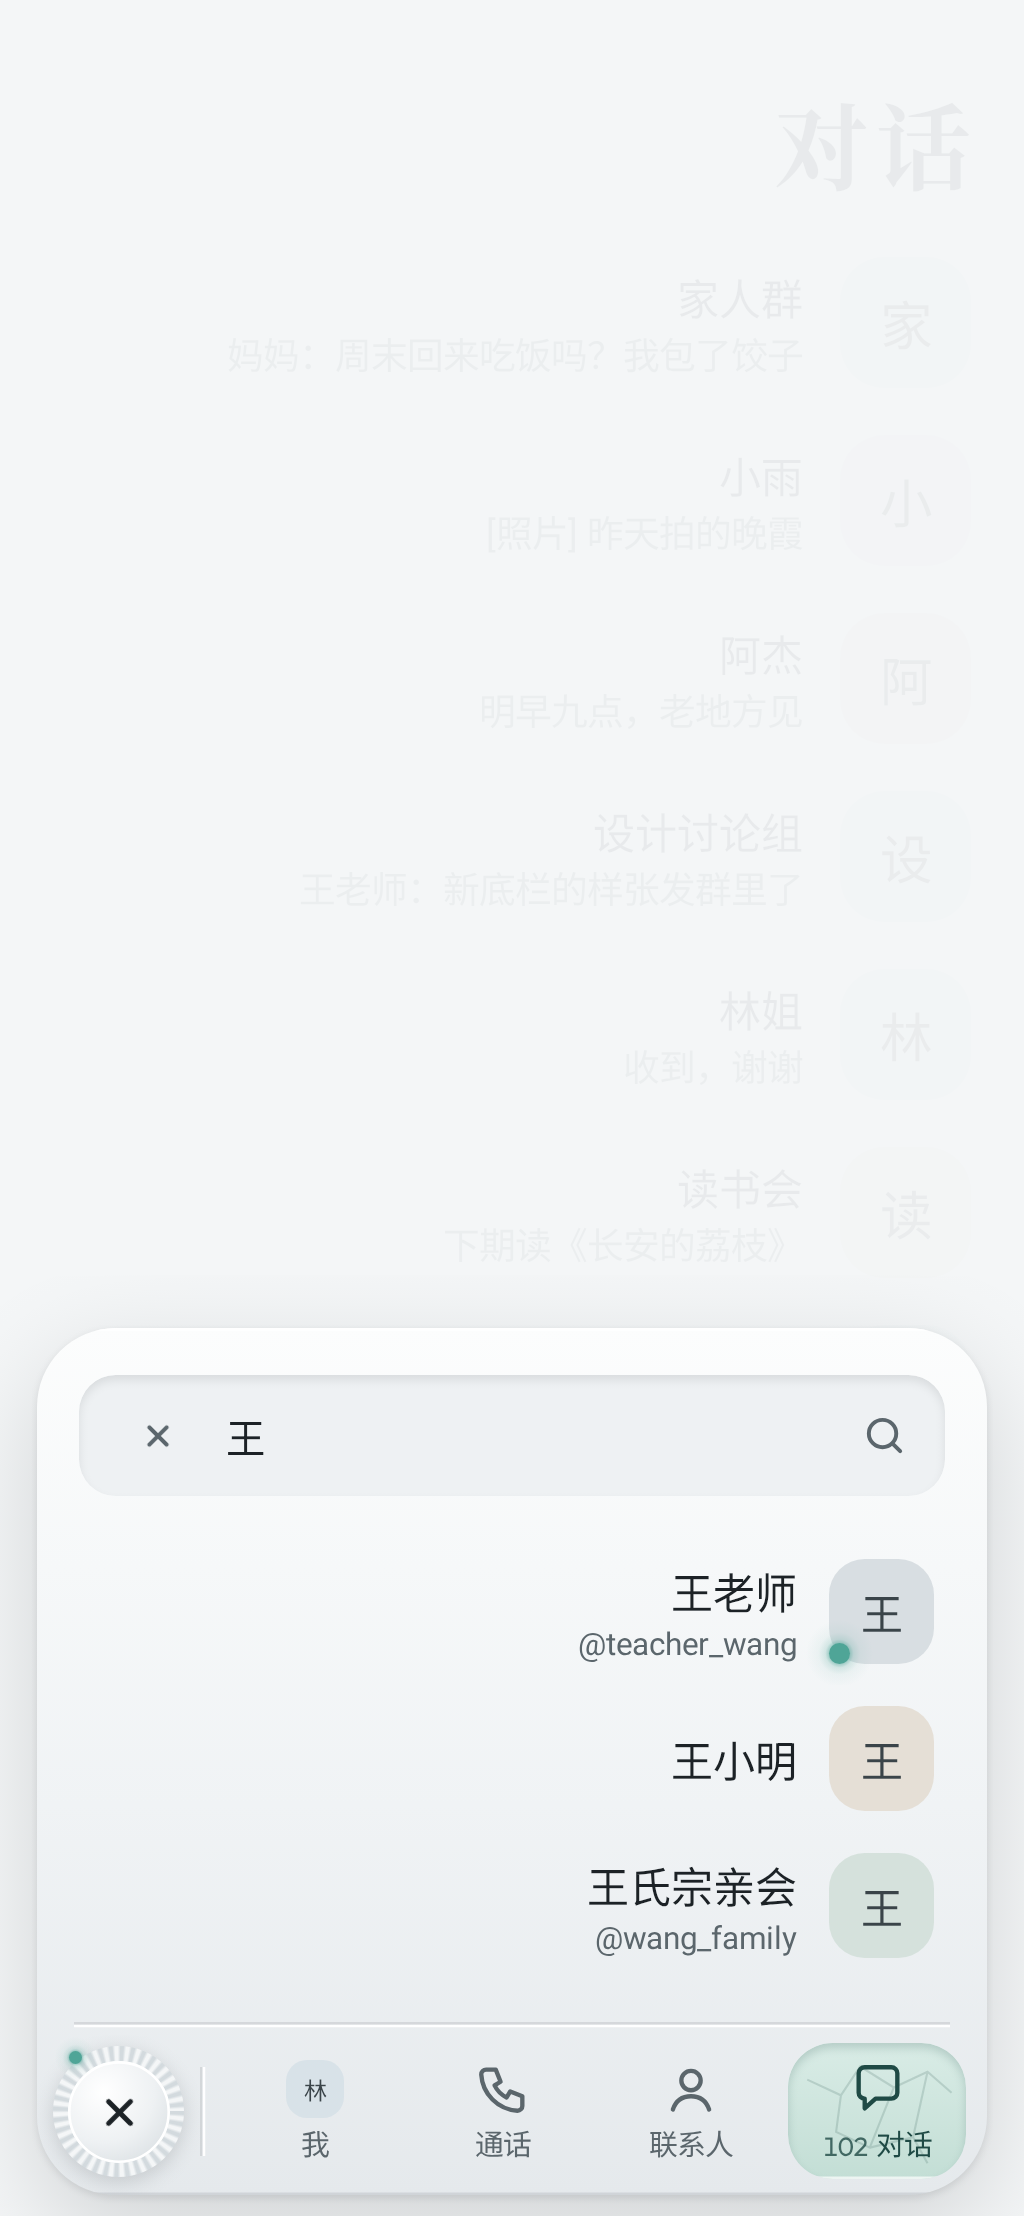 对话
家人群
家
妈妈：周末回来吃饭吗？我包了饺子
小雨
小
[照片] 昨天拍的晚霞
阿杰
阿
明早九点，老地方见
设计讨论组
设
王老师：新底栏的样张发群里了
林姐
林
收到，谢谢
读书会
读
下期读《长安的荔枝》
王
王老师
王
@teacher_wang
王小明
王
王氏宗亲会
王
@wang_family
林
我
通话
联系人
102 对话